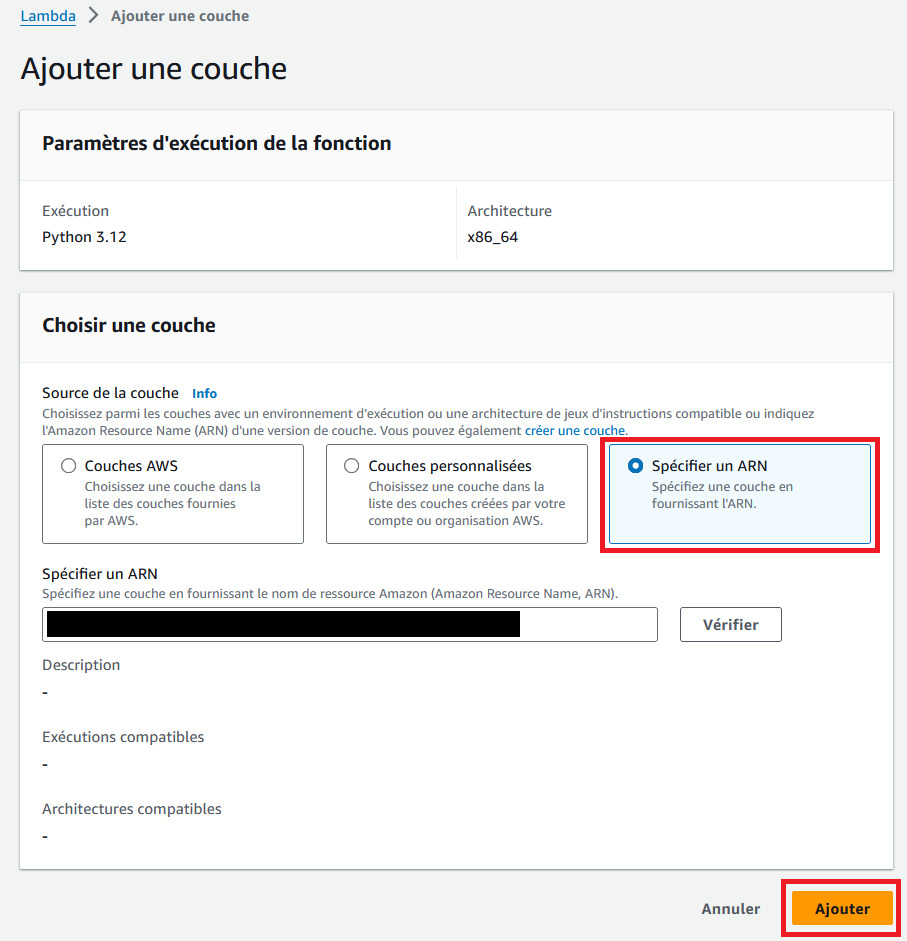 Lambda > Ajouter une couche
Ajouter une couche
Paramètres d'exécution de la fonction
Exécution
Python 3.12
Architecture
x86_64
Choisir une couche
Source de la couche Info
Choisissez parmi les couches avec un environnement d'exécution ou une architecture de jeux d'instructions compatible ou indiquez
l'Amazon Resource Name (ARN) d'une version de couche. Vous pouvez également créer une couche.
Couches AWS
Choisissez une couche dans la
liste des couches fournies
par AWS.
Couches personnalisées
Choisissez une couche dans la
liste des couches créées par votre
compte ou organisation AWS.
Spécifier un ARN
Spécifiez une couche en
fournissant l'ARN.
Spécifier un ARN
Spécifiez une couche en fournissant le nom de ressource Amazon (Amazon Resource Name, ARN).
Vérifier
Description
-
Exécutions compatibles
-
Architectures compatibles
-
Annuler
Ajouter